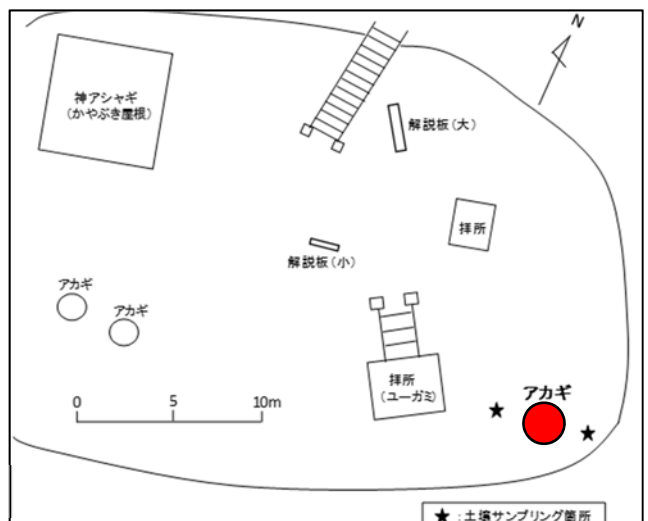 N
神アシャギ
(かやぶき屋根)
解説板(大)
拝所
解説板(小)
アカギ
アカギ
0 5 10m
拝所
(ユーガミ)
アカギ
★:土壌サンプリング箇所